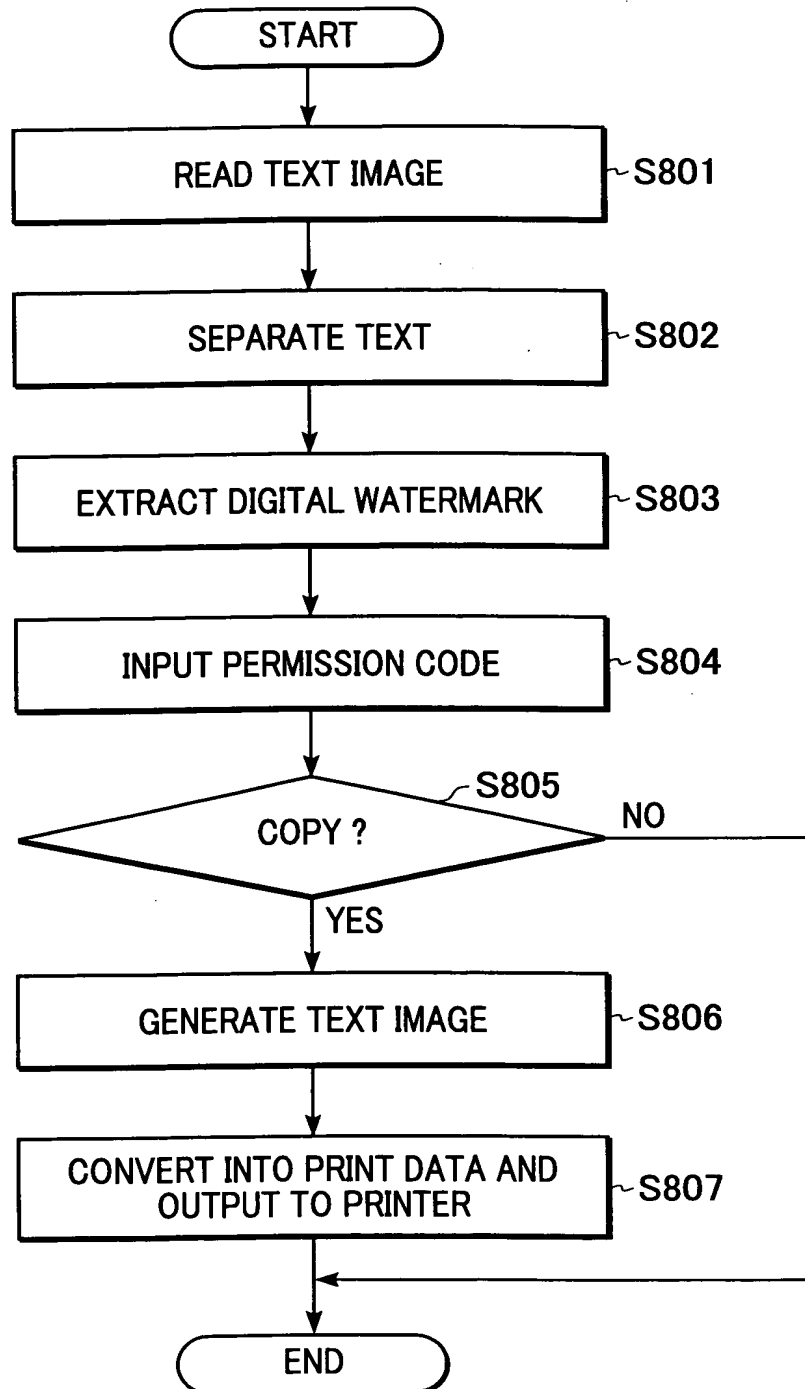 START
READ TEXT IMAGE
S801
SEPARATE TEXT
S802
EXTRACT DIGITAL WATERMARK
S803
INPUT PERMISSION CODE
S804
S805
COPY ?
NO
YES
GENERATE TEXT IMAGE
S806
CONVERT INTO PRINT DATA AND
OUTPUT TO PRINTER
S807
END